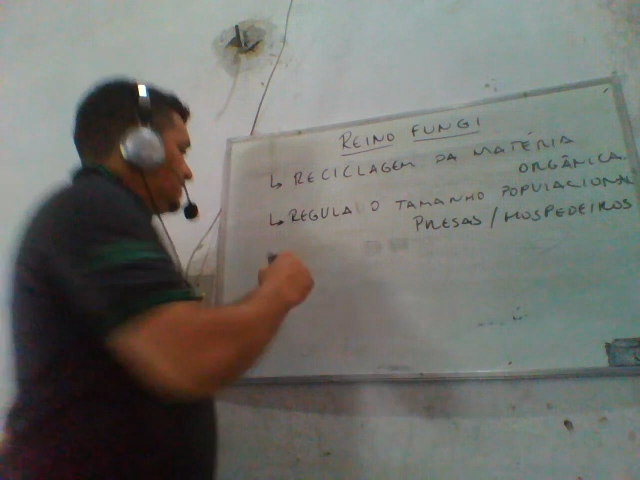 REINO FUNGI
↳ RECICLAGEM DA MATÉRIA
ORGÂNICA
↳ REGULA O TAMANHO POPULACIONAL
PRESAS/HOSPEDEIROS